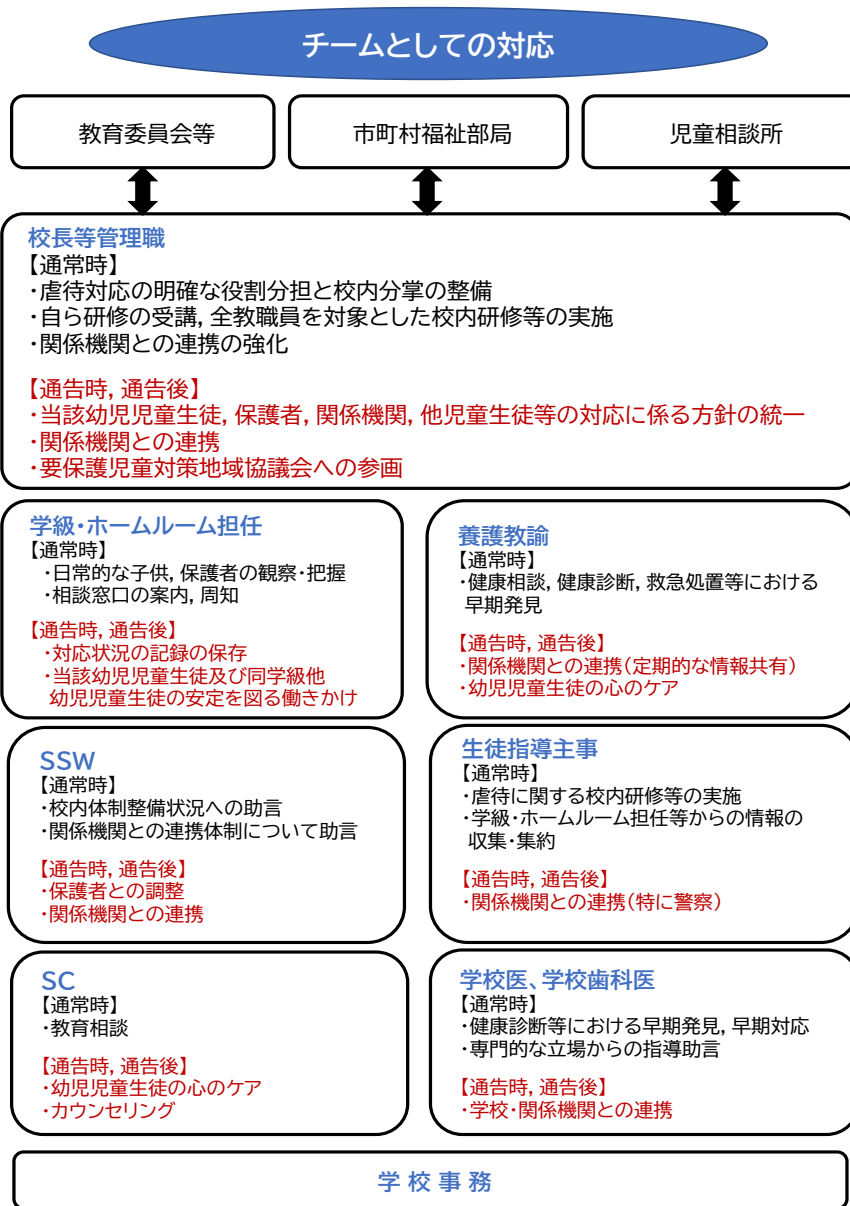 チームとしての対応
教育委員会等
市町村福祉部局
児童相談所
校長等管理職
【通常時】
・虐待対応の明確な役割分担と校内分掌の整備
・自ら研修の受講，全教職員を対象とした校内研修等の実施
・関係機関との連携の強化
【通告時，通告後】
・当該幼児児童生徒，保護者，関係機関，他児童生徒等の対応に係る方針の統一
・関係機関との連携
・要保護児童対策地域協議会への参画
学級・ホームルーム担任
【通常時】
・日常的な子供，保護者の観察・把握
・相談窓口の案内，周知
【通告時，通告後】
・対応状況の記録の保存
・当該幼児児童生徒及び同学級他
幼児児童生徒の安定を図る働きかけ
養護教諭
【通常時】
・健康相談，健康診断，救急処置等における
早期発見
【通告時，通告後】
・関係機関との連携（定期的な情報共有）
・幼児児童生徒の心のケア
SSW
【通常時】
・校内体制整備状況への助言
・関係機関との連携体制について助言
【通告時，通告後】
・保護者との調整
・関係機関との連携
生徒指導主事
【通常時】
・虐待に関する校内研修等の実施
・学級・ホームルーム担任等からの情報の
収集・集約
【通告時，通告後】
・関係機関との連携（特に警察）
SC
【通常時】
・教育相談
【通告時，通告後】
・幼児児童生徒の心のケア
・カウンセリング
学校医、学校歯科医
【通常時】
・健康診断等における早期発見，早期対応
・専門的な立場からの指導助言
【通告時，通告後】
・学校・関係機関との連携
学 校 事 務